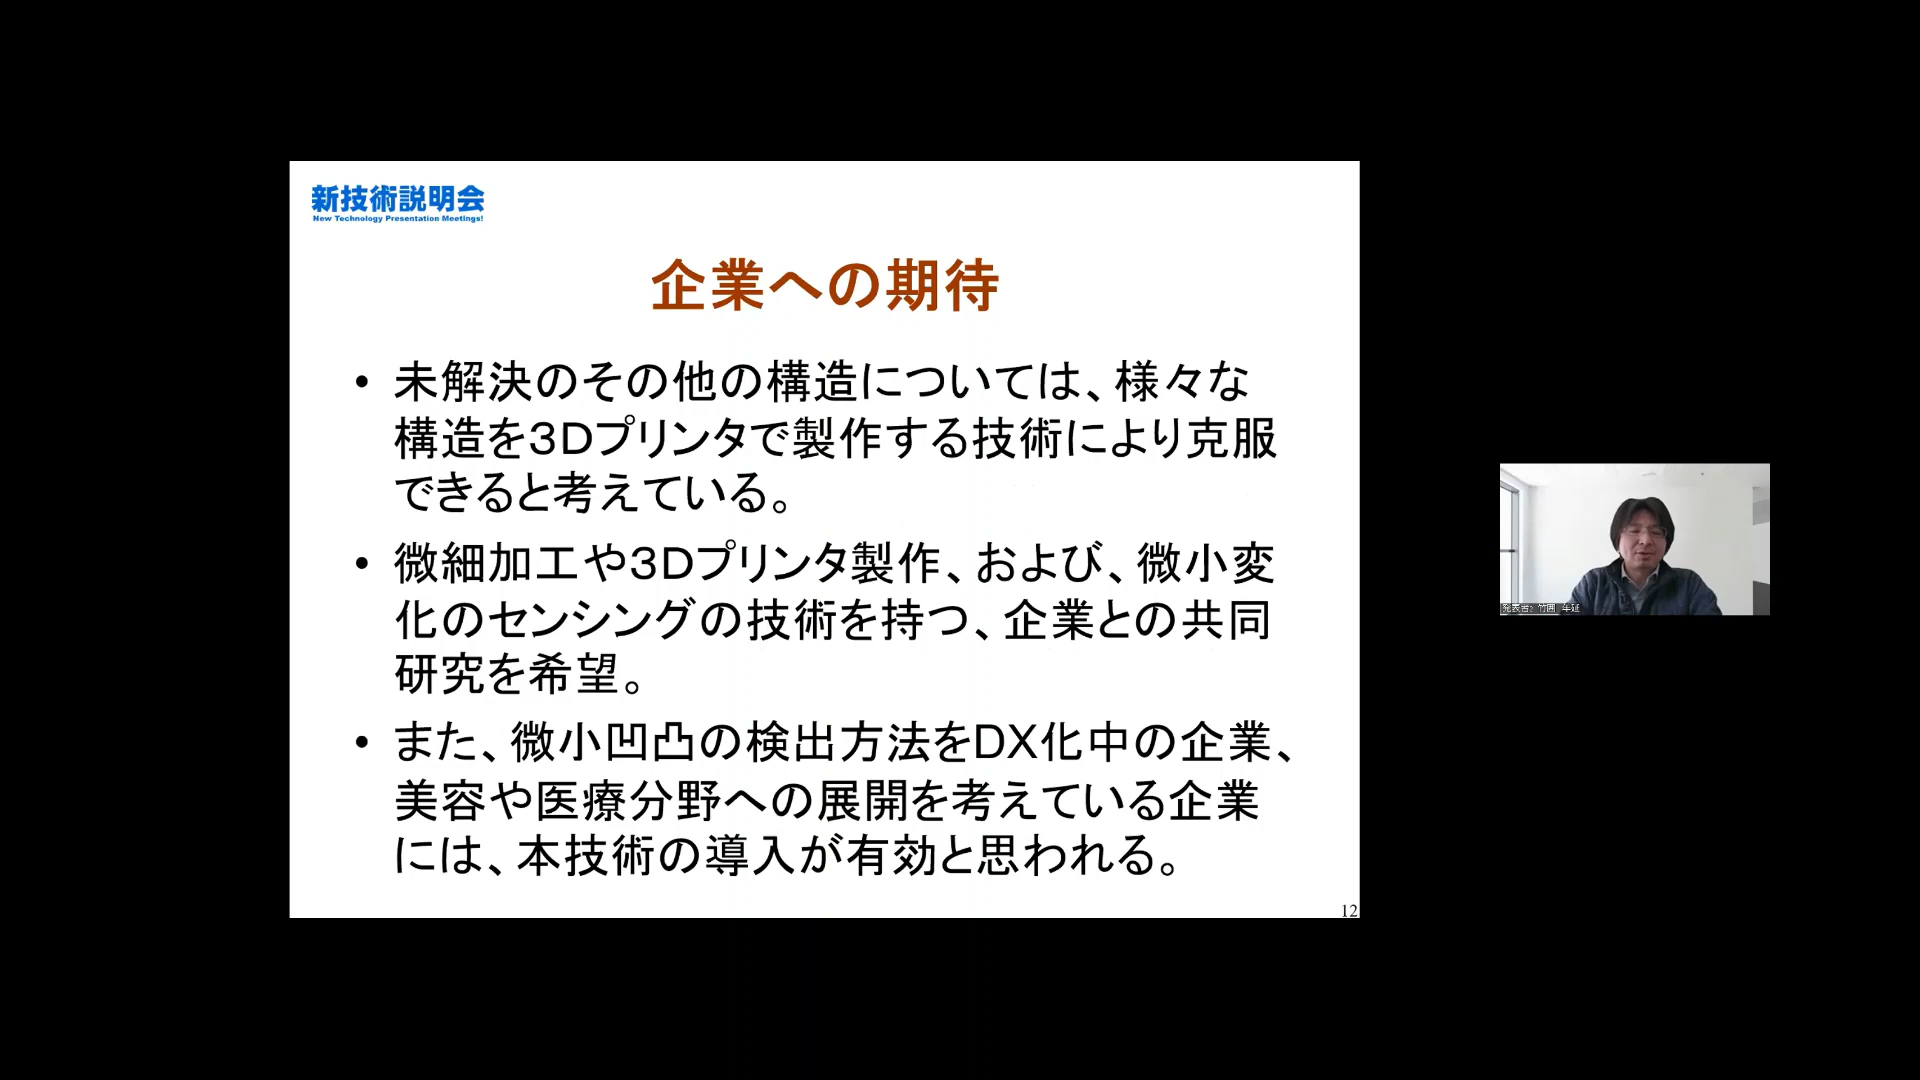 新技術説明会
New Technology Presentation Meetings!
企業への期待
• 未解決のその他の構造については、様々な
構造を3Dプリンタで製作する技術により克服
できると考えている。
• 微細加工や3Dプリンタ製作、および、微小変
化のセンシングの技術を持つ、企業との共同
研究を希望。
• また、微小凹凸の検出方法をDX化中の企業、
美容や医療分野への展開を考えている企業
には、本技術の導入が有効と思われる。
12
発表者: 竹囲